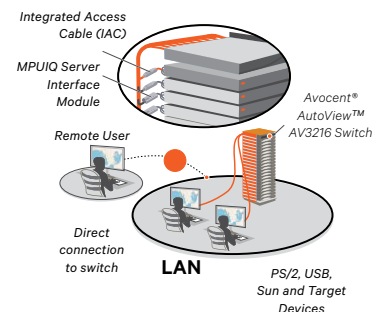 Integrated Access
Cable (IAC)
MPUIQ Server
Interface
Module
Avocent®
AutoView™
AV3216 Switch
Remote User
Direct
connection
to switch
LAN
PS/2, USB,
Sun and Target
Devices